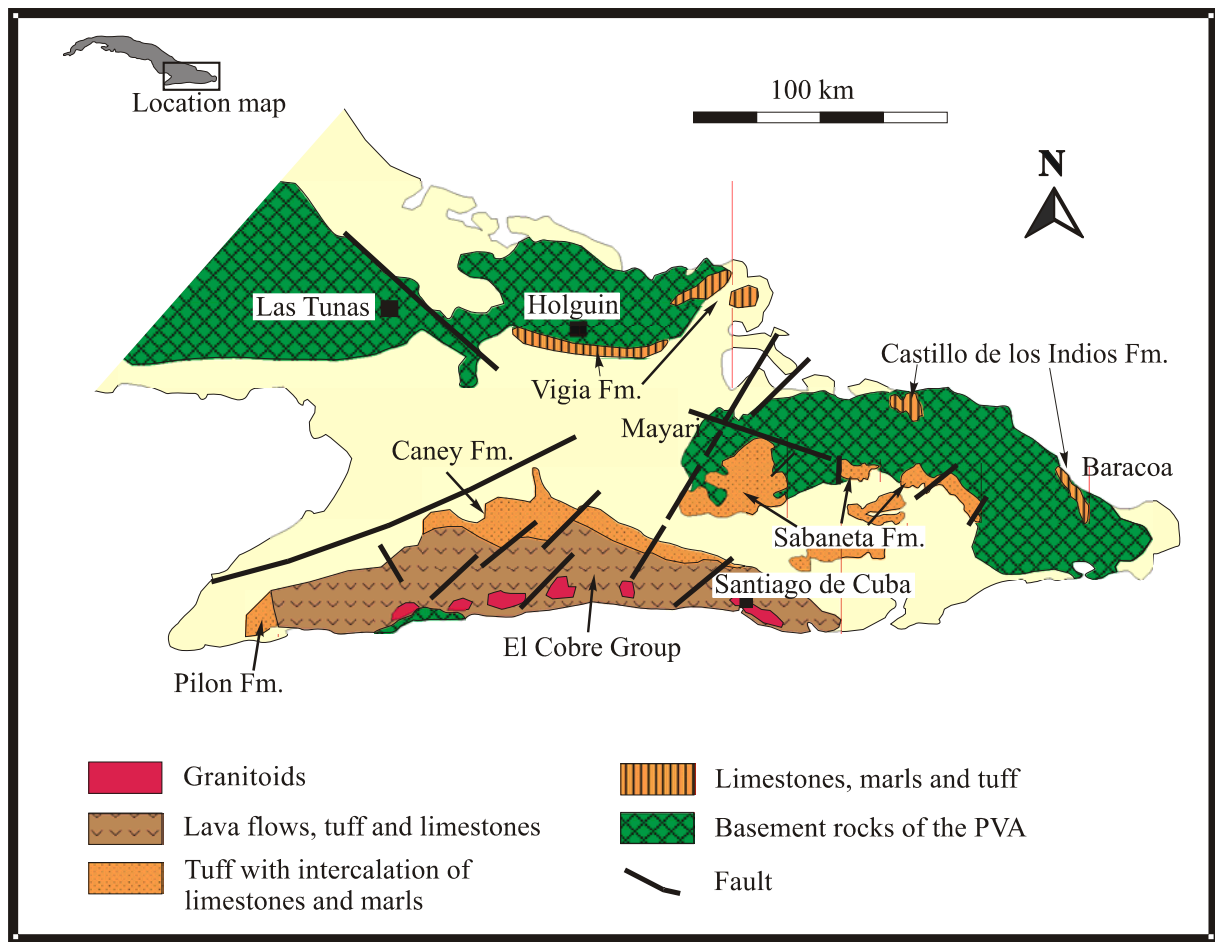 Location map
100 km
N
Las Tunas
Holguin
Vigia Fm.
Castillo de los Indios Fm.
Mayari
Caney Fm.
Baracoa
Sabaneta Fm.
Santiago de Cuba
El Cobre Group
Pilon Fm.
Granitoids
Lava flows, tuff and limestones
Tuff with intercalation of
limestones and marls
Limestones, marls and tuff
Basement rocks of the PVA
Fault